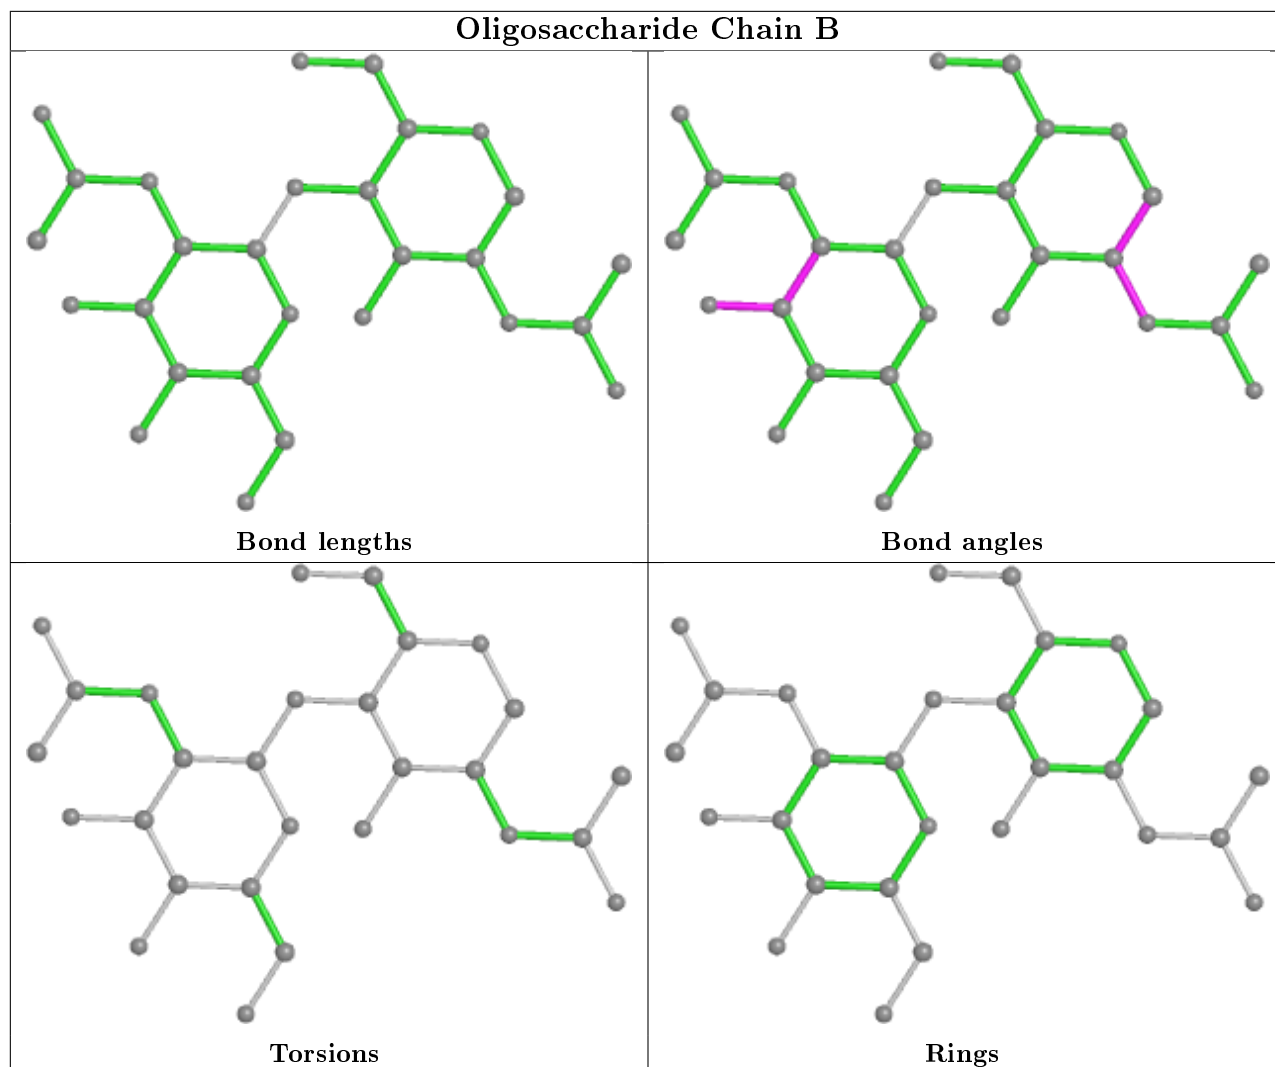 Oligosaccharide Chain B
Bond lengths
Bond angles
Torsions
Rings